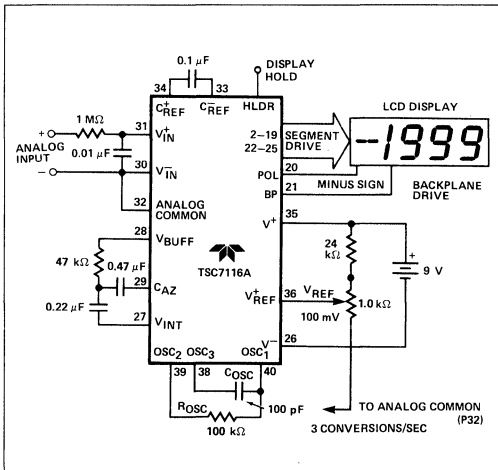 0.1 µF
34 33
C+REF C-REF
DISPLAY HOLD
HLDR
LCD DISPLAY
-1999
1 MΩ
31
V+IN
+
ANALOG INPUT
-
0.01 µF
30
V-IN
32
ANALOG COMMON
2–19
22–25
SEGMENT DRIVE
POL
20
MINUS SIGN
BP
21
BACKPLANE DRIVE
28
VBUFF
47 kΩ
0.47 µF
29
CAZ
0.22 µF
27
VINT
TSC7116A
V+
35
24 kΩ
+
9 V
V+REF
36
VREF
100 mV
1.0 kΩ
V-
26
OSC2 OSC3 OSC1
39 38 40
COSC
100 pF
ROSC
100 kΩ
TO ANALOG COMMON (P32)
3 CONVERSIONS/SEC